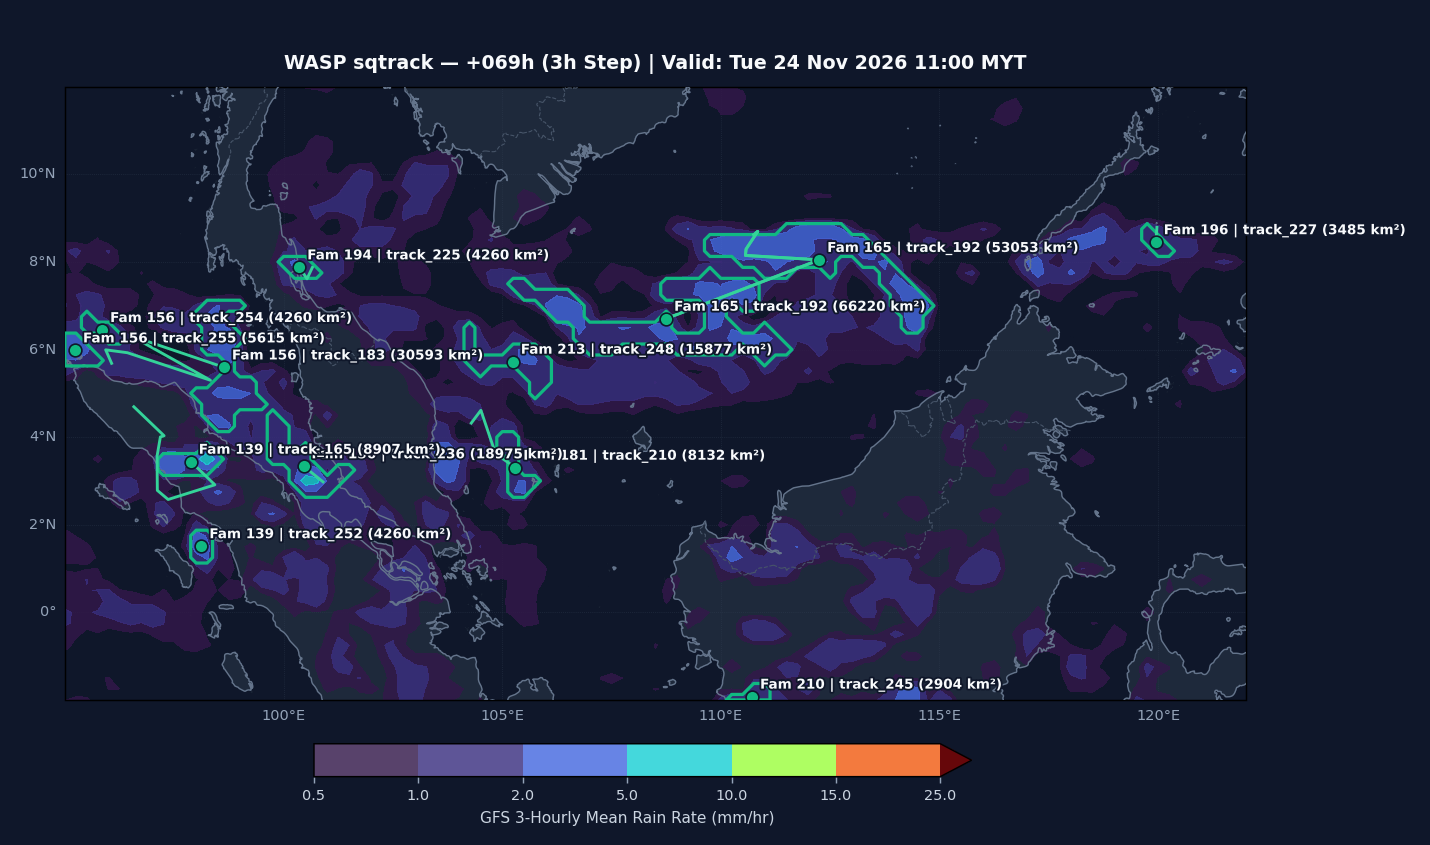 WASP sqtrack — +069h (3h Step) | Valid: Tue 24 Nov 2026 11:00 MYT
10°N
8°N
6°N
4°N
2°N
0°
Fam 196 | track_227 (3485 km²)
Fam 165 | track_192 (53053 km²)
Fam 194 | track_225 (4260 km²)
Fam 165 | track_192 (66220 km²)
Fam 156 | track_254 (4260 km²)
Fam 156 | track_255 (5615 km²)
Fam 213 | track_248 (15877 km²)
Fam 156 | track_183 (30593 km²)
Fam 139 | track_165 (8907 km²)
track_236 (18975 km²)
181 | track_210 (8132 km²)
Fam 139 | track_252 (4260 km²)
Fam 210 | track_245 (2904 km²)
100°E 105°E 110°E 115°E 120°E
0.5 1.0 2.0 5.0 10.0 15.0 25.0
GFS 3-Hourly Mean Rain Rate (mm/hr)